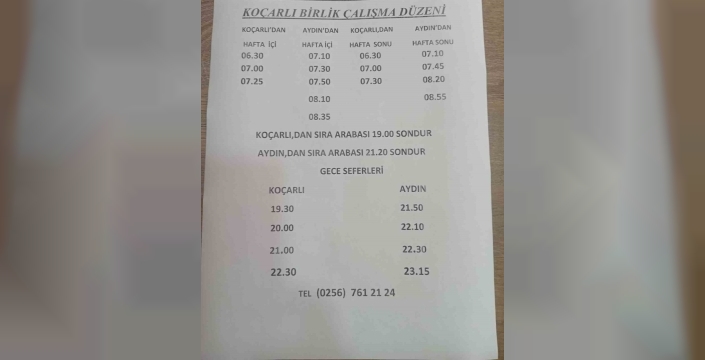 KOÇARLI BİRLİK ÇALIŞMA DÜZENİ
KOÇARLI'DAN AYDIN'DAN KOÇARLI,DAN AYDIN'DAN
HAFTA İÇİ HAFTA İÇİ HAFTA SONU HAFTA SONU
06.30 07.10 06.30 07.10
07.00 07.30 07.00 07.45
07.25 07.50 07.30 08.20
08.10 08.55
08.35
KOÇARLI,DAN SIRA ARABASI 19.00 SONDUR
AYDIN,DAN SIRA ARABASI 21.20 SONDUR
GECE SEFERLERİ
KOÇARLI AYDIN
19.30 21.50
20.00 22.10
21.00 22.30
22.30 23.15
TEL (0256) 761 21 24